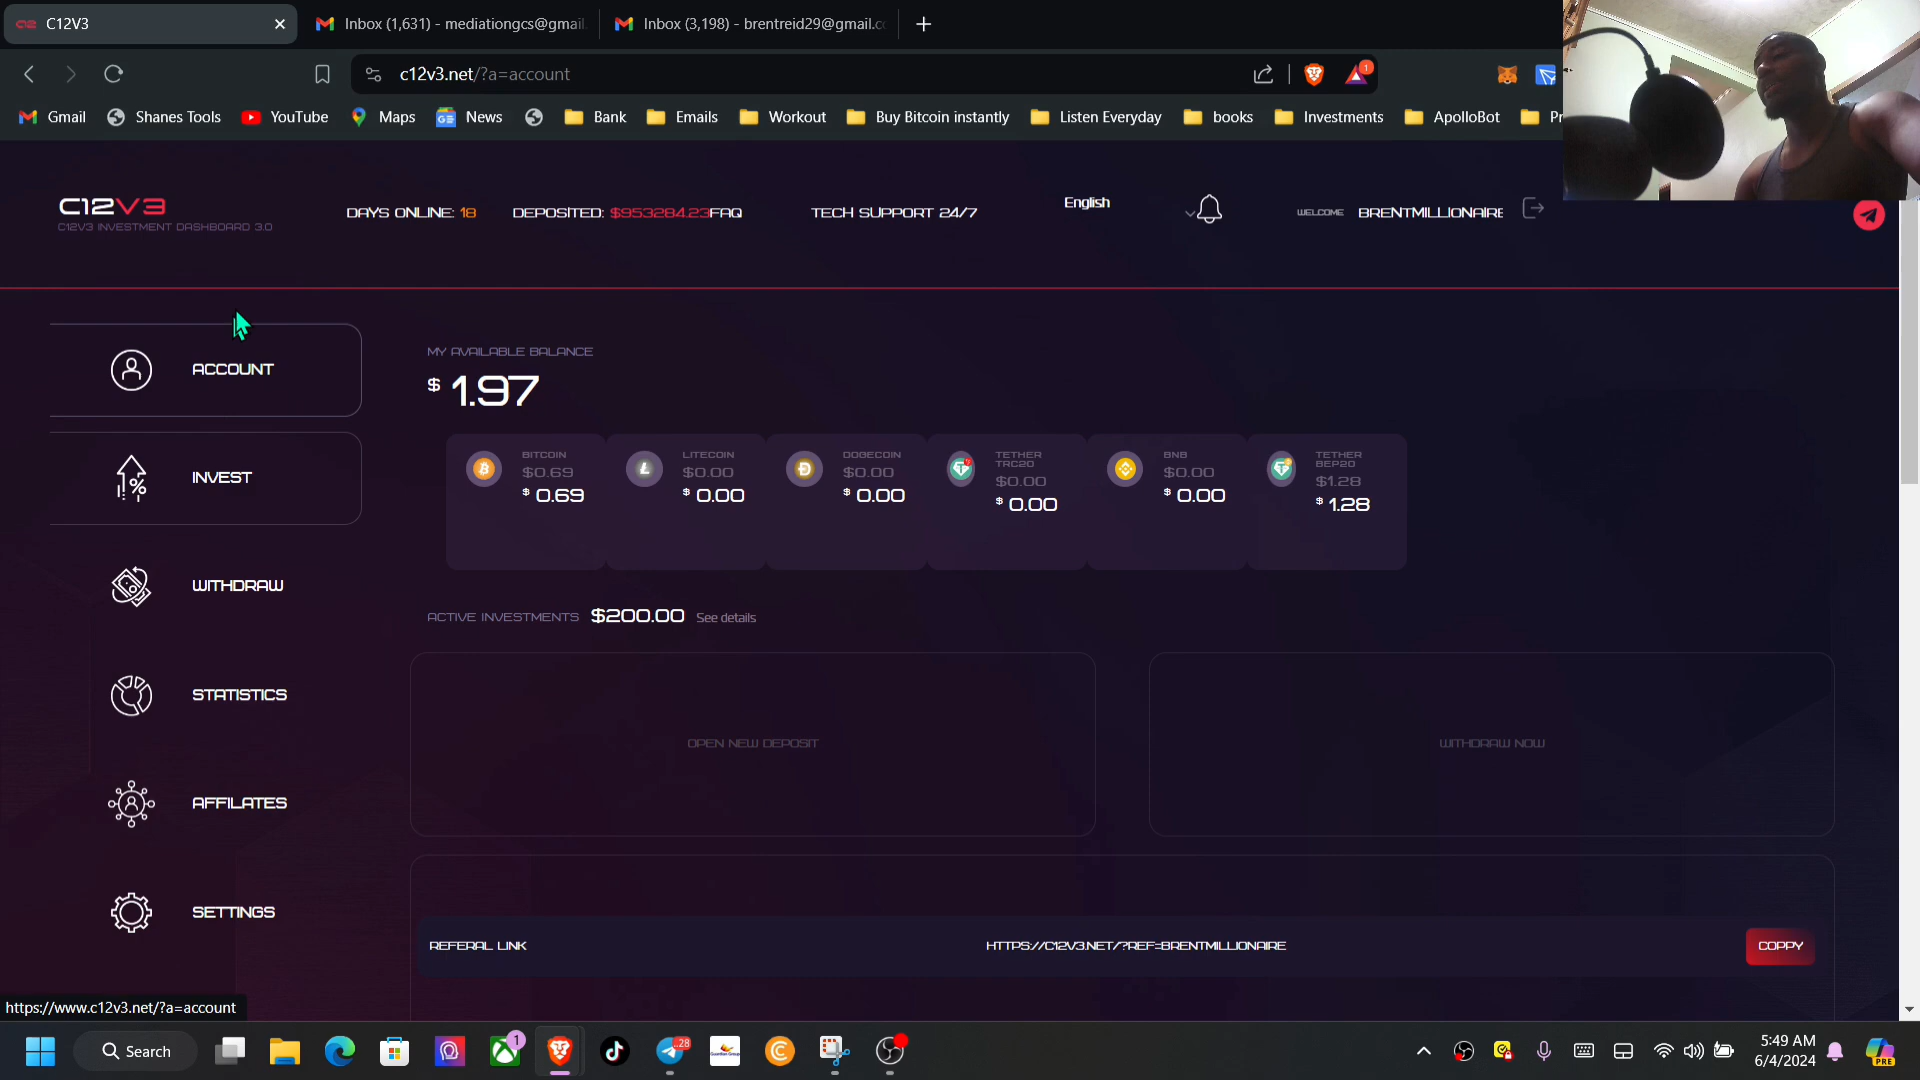 C12V3
Inbox (1,631) - mediationgcs@gmail.
Inbox (3,198) - brentreid29@gmail.cc
c12v3.net/?a=account
1
Gmail
Shanes Tools
YouTube
Maps
News
Bank
Emails
Workout
Buy Bitcoin instantly
Listen Everyday
books
Investments
ApolloBot
Pr
C12V3
C12V3 INVESTMENT DASHBOARD 3.0
DAYS ONLINE: 18
DEPOSITED: $953284.23FAQ
TECH SUPPORT 24/7
English
WELCOME BRENTMILLIONAIRE
ACCOUNT
INVEST
WITHDRAW
STATISTICS
AFFILATES
SETTINGS
MY AVAILABLE BALANCE
$ 1.97
BITCOIN
$0.69
$ 0.69
LITECOIN
$0.00
$ 0.00
DOGECOIN
$0.00
$ 0.00
TETHER
TRC20
$0.00
$ 0.00
BNB
$0.00
$ 0.00
TETHER
BEP20
$1.28
$ 1.28
ACTIVE INVESTMENTS $200.00 See details
OPEN NEW DEPOSIT
WITHDRAW NOW
REFERAL LINK
HTTPS://C12V3.NET/?REF=BRENTMILLIONAIRE
COPPY
https://www.c12v3.net/?a=account
Search
1
28
5:49 AM
6/4/2024
PRE